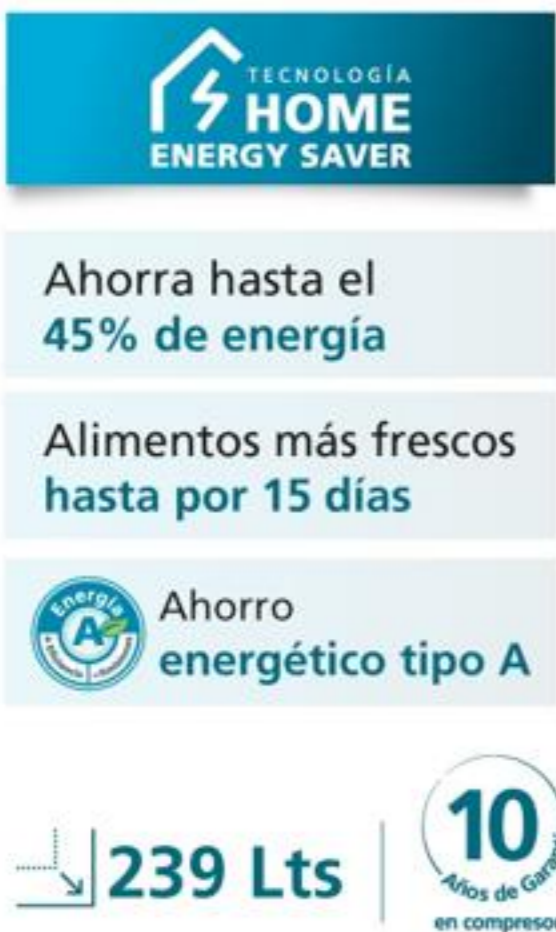 TECNOLOGÍA
HOME
ENERGY SAVER
Ahorra hasta el
45% de energía
Alimentos más frescos
hasta por 15 días
Energía
A
Ahorro
energético tipo A
239 Lts
10
Años de
en compresor